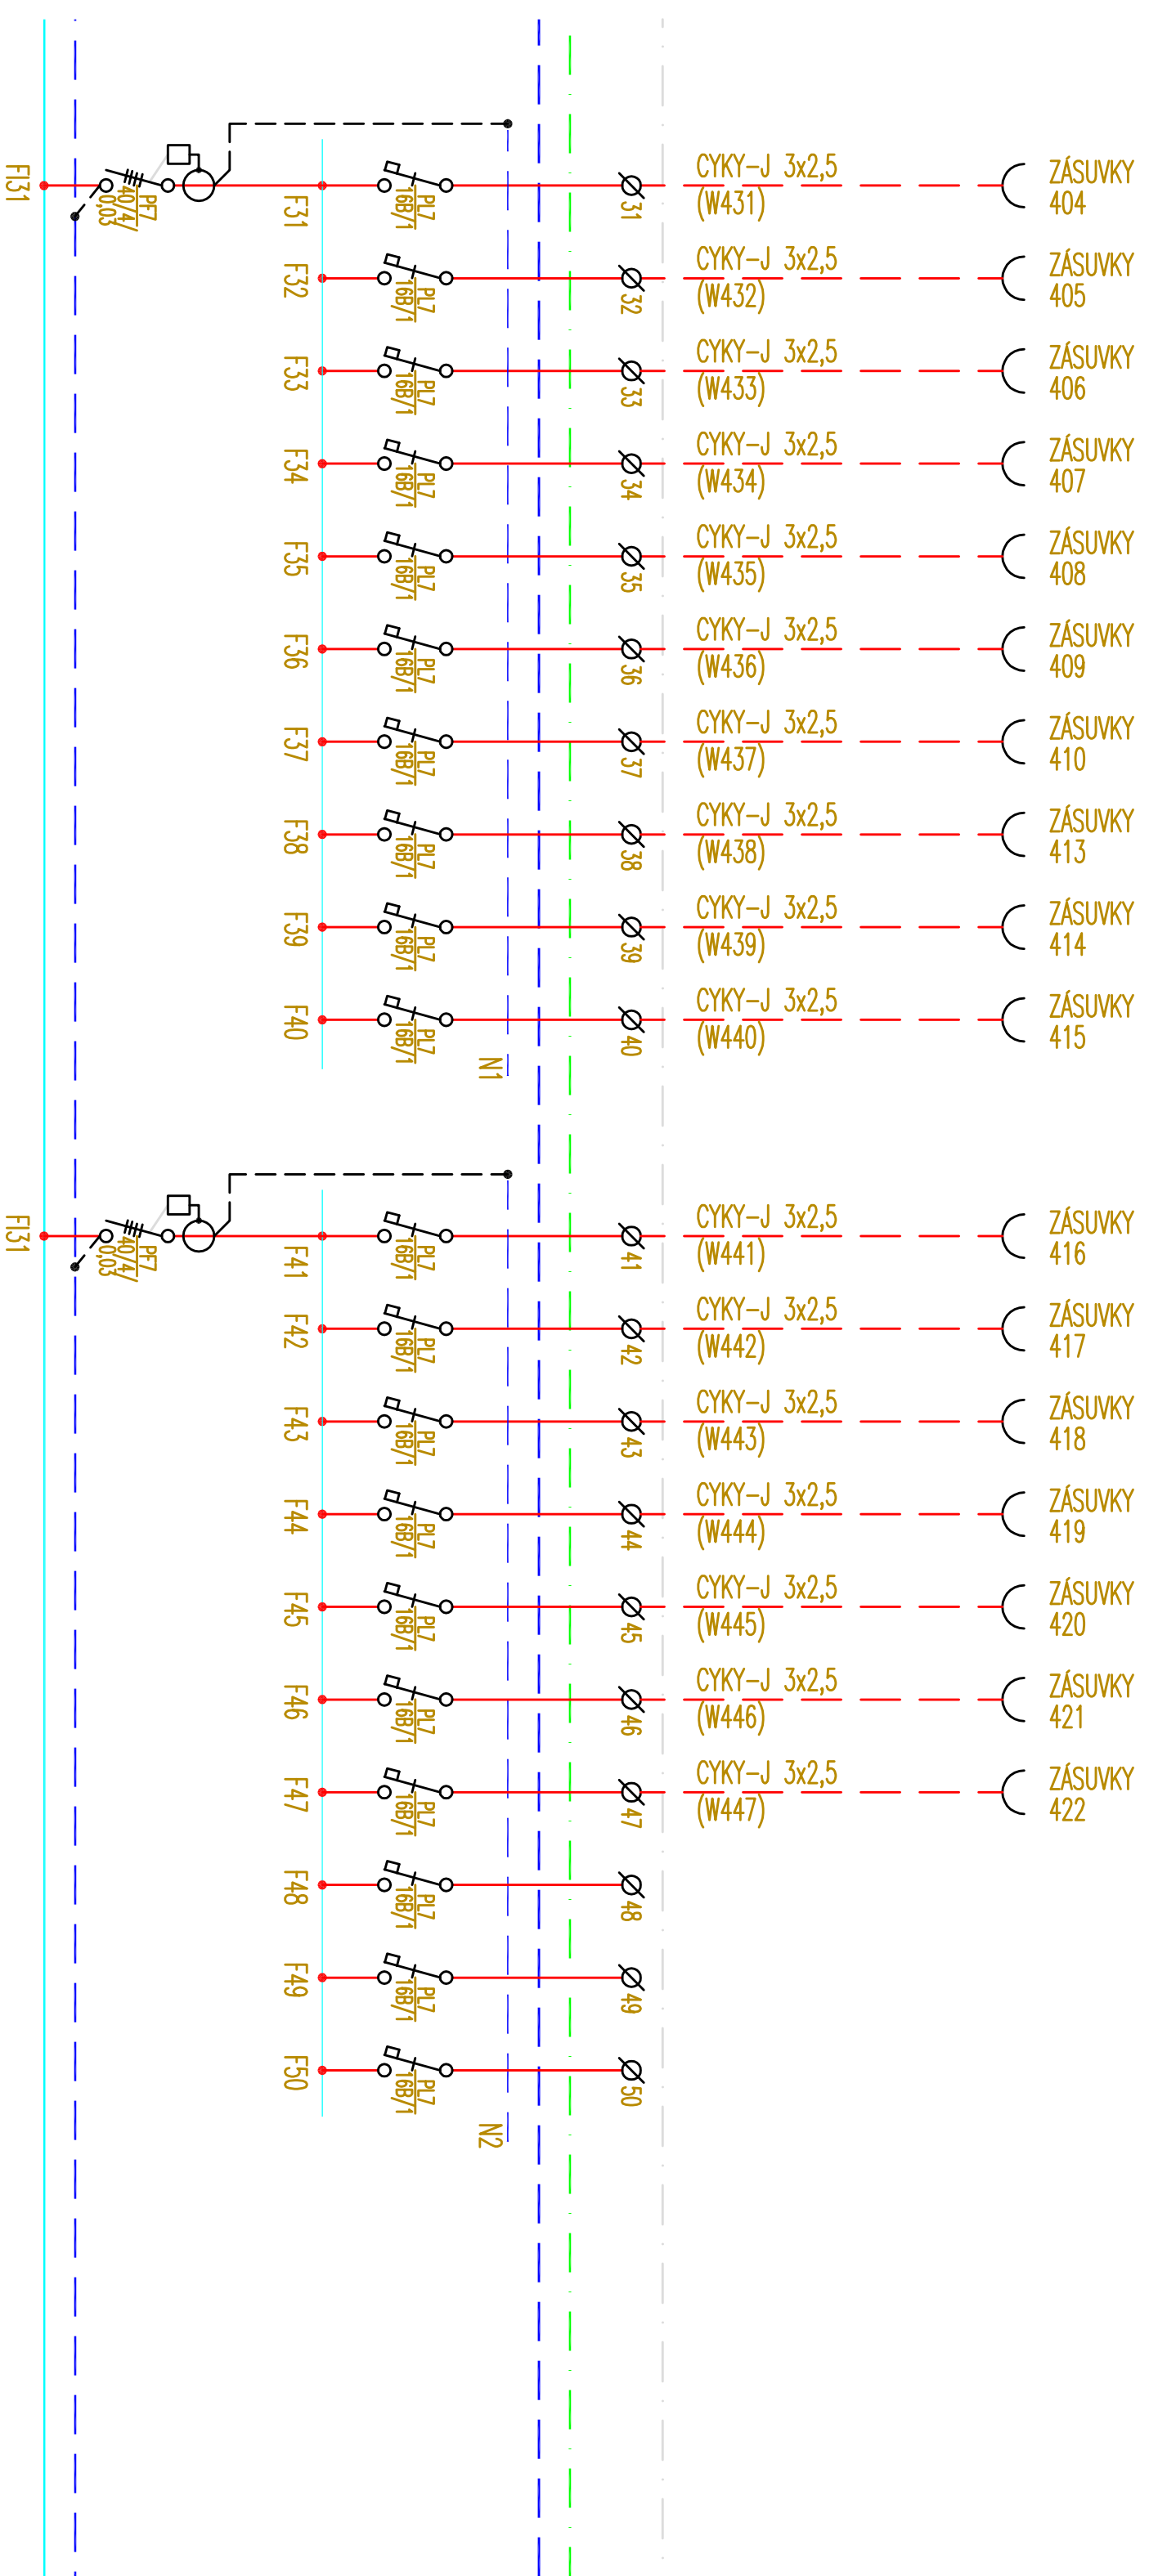 FI31
PF7
40/4/
0,03
F31
PL7
16B/1
31
CYKY-J 3x2,5
(W431)
ZÁSUVKY
404
F32
PL7
16B/1
32
CYKY-J 3x2,5
(W432)
ZÁSUVKY
405
F33
PL7
16B/1
33
CYKY-J 3x2,5
(W433)
ZÁSUVKY
406
F34
PL7
16B/1
34
CYKY-J 3x2,5
(W434)
ZÁSUVKY
407
F35
PL7
16B/1
35
CYKY-J 3x2,5
(W435)
ZÁSUVKY
408
F36
PL7
16B/1
36
CYKY-J 3x2,5
(W436)
ZÁSUVKY
409
F37
PL7
16B/1
37
CYKY-J 3x2,5
(W437)
ZÁSUVKY
410
F38
PL7
16B/1
38
CYKY-J 3x2,5
(W438)
ZÁSUVKY
413
F39
PL7
16B/1
39
CYKY-J 3x2,5
(W439)
ZÁSUVKY
414
F40
PL7
16B/1
40
CYKY-J 3x2,5
(W440)
ZÁSUVKY
415
N1
FI31
PF7
40/4/
0,03
F41
PL7
16B/1
41
CYKY-J 3x2,5
(W441)
ZÁSUVKY
416
F42
PL7
16B/1
42
CYKY-J 3x2,5
(W442)
ZÁSUVKY
417
F43
PL7
16B/1
43
CYKY-J 3x2,5
(W443)
ZÁSUVKY
418
F44
PL7
16B/1
44
CYKY-J 3x2,5
(W444)
ZÁSUVKY
419
F45
PL7
16B/1
45
CYKY-J 3x2,5
(W445)
ZÁSUVKY
420
F46
PL7
16B/1
46
CYKY-J 3x2,5
(W446)
ZÁSUVKY
421
F47
PL7
16B/1
47
CYKY-J 3x2,5
(W447)
ZÁSUVKY
422
F48
PL7
16B/1
48
F49
PL7
16B/1
49
F50
PL7
16B/1
50
N2